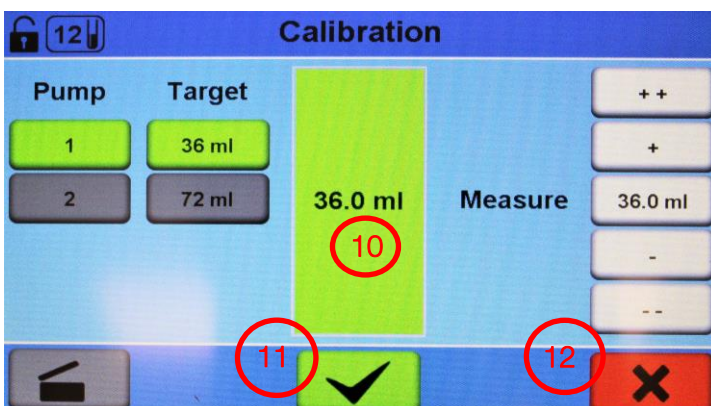 12 Calibration
Pump Target
1 36 ml
2 72 ml
36.0 ml
10
Measure
++
+
36.0 ml
-
--
11
12